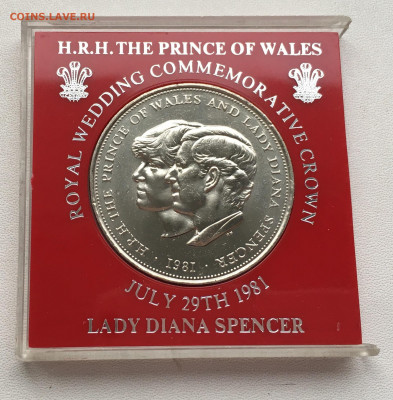 COINS.LAVE.RU
H.R.H. THE PRINCE OF WALES
ROYAL WEDDING COMMEMORATIVE CROWN
H.R.H. THE PRINCE OF WALES AND LADY DIANA SPENCER
· 1981 ·
JULY 29TH 1981
LADY DIANA SPENCER